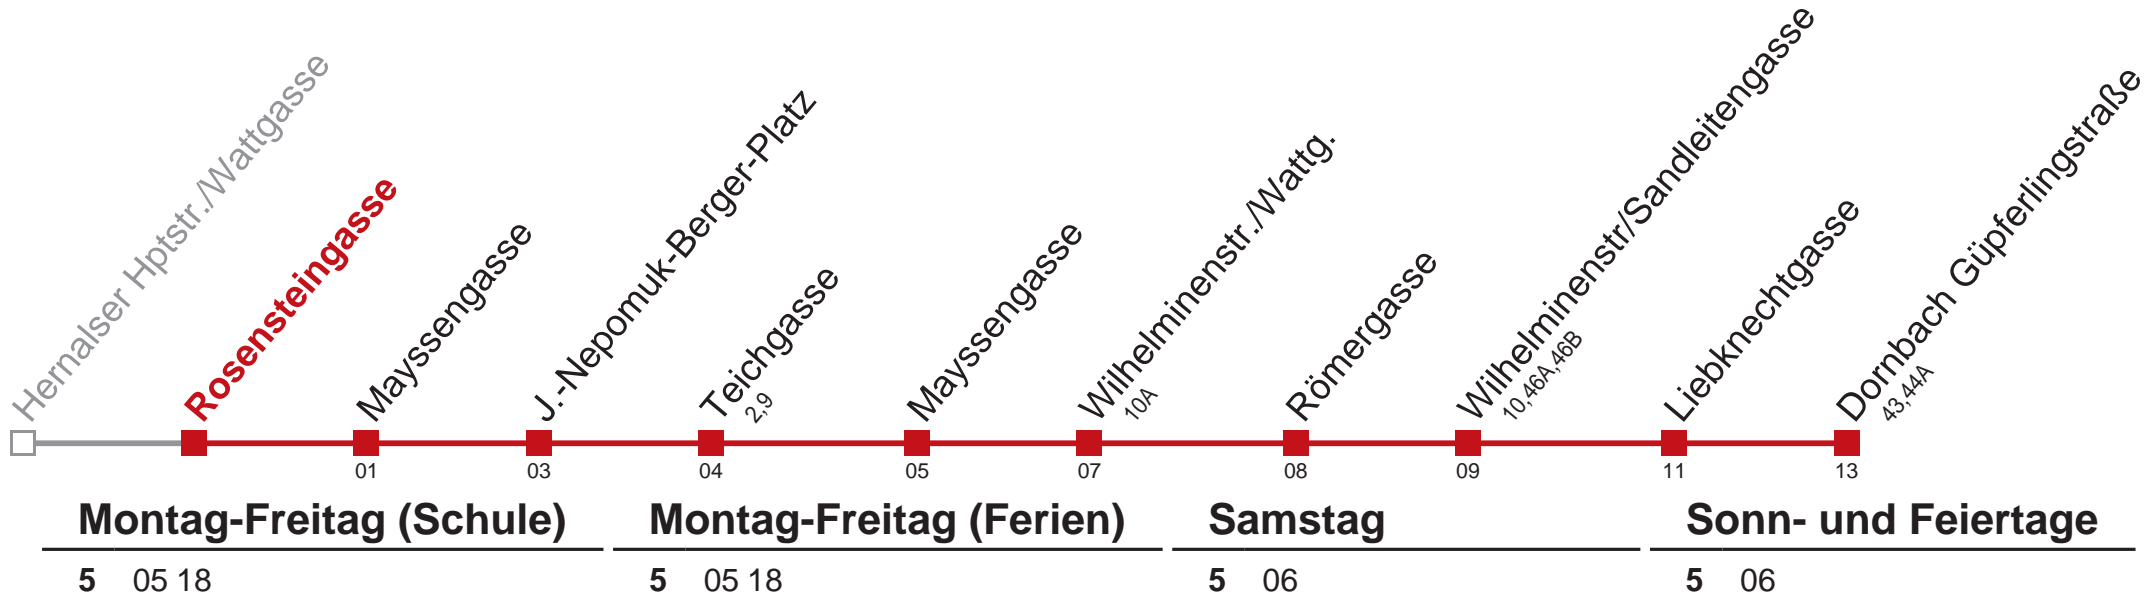 Hernalser Hptstr./Wattgasse
Rosensteingasse
Mayssengasse
J.-Nepomuk-Berger-Platz
Teichgasse
2,9
Mayssengasse
Wilhelminenstr./Wattg.
10A
Römergasse
Wilhelminenstr/Sandleitengasse
10,46A,46B
Liebknechtgasse
Dornbach Güpferlingstraße
43,44A
01 03 04 05 07 08 09 11 13
Montag-Freitag (Schule) Montag-Freitag (Ferien) Samstag Sonn- und Feiertage
5 05 18 5 05 18 5 06 5 06